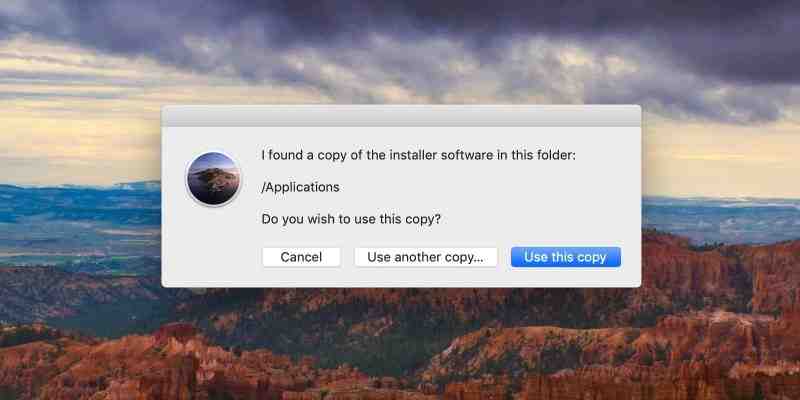 I found a copy of the installer software in this folder:
/Applications
Do you wish to use this copy?
Cancel Use another copy... Use this copy